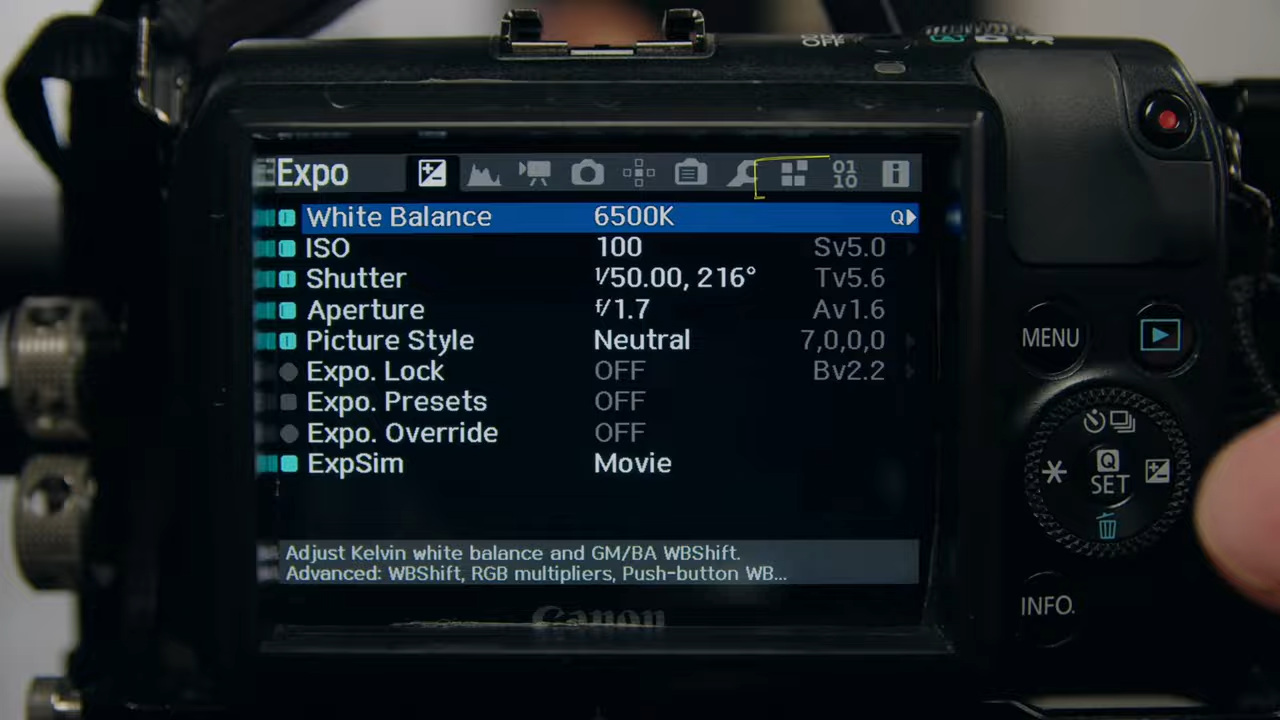 OFF
Expo
01
10
White Balance 6500K Q
ISO 100 Sv5.0
Shutter 1/50.00, 216° Tv5.6
Aperture f/1.7 Av1.6
Picture Style Neutral 7,0,0,0
Expo. Lock OFF Bv2.2
Expo. Presets OFF
Expo. Override OFF
ExpSim Movie
Adjust Kelvin white balance and GM/BA WBShift.
Advanced: WBShift, RGB multipliers, Push-button WB...
Canon
MENU
Q
SET
INFO.